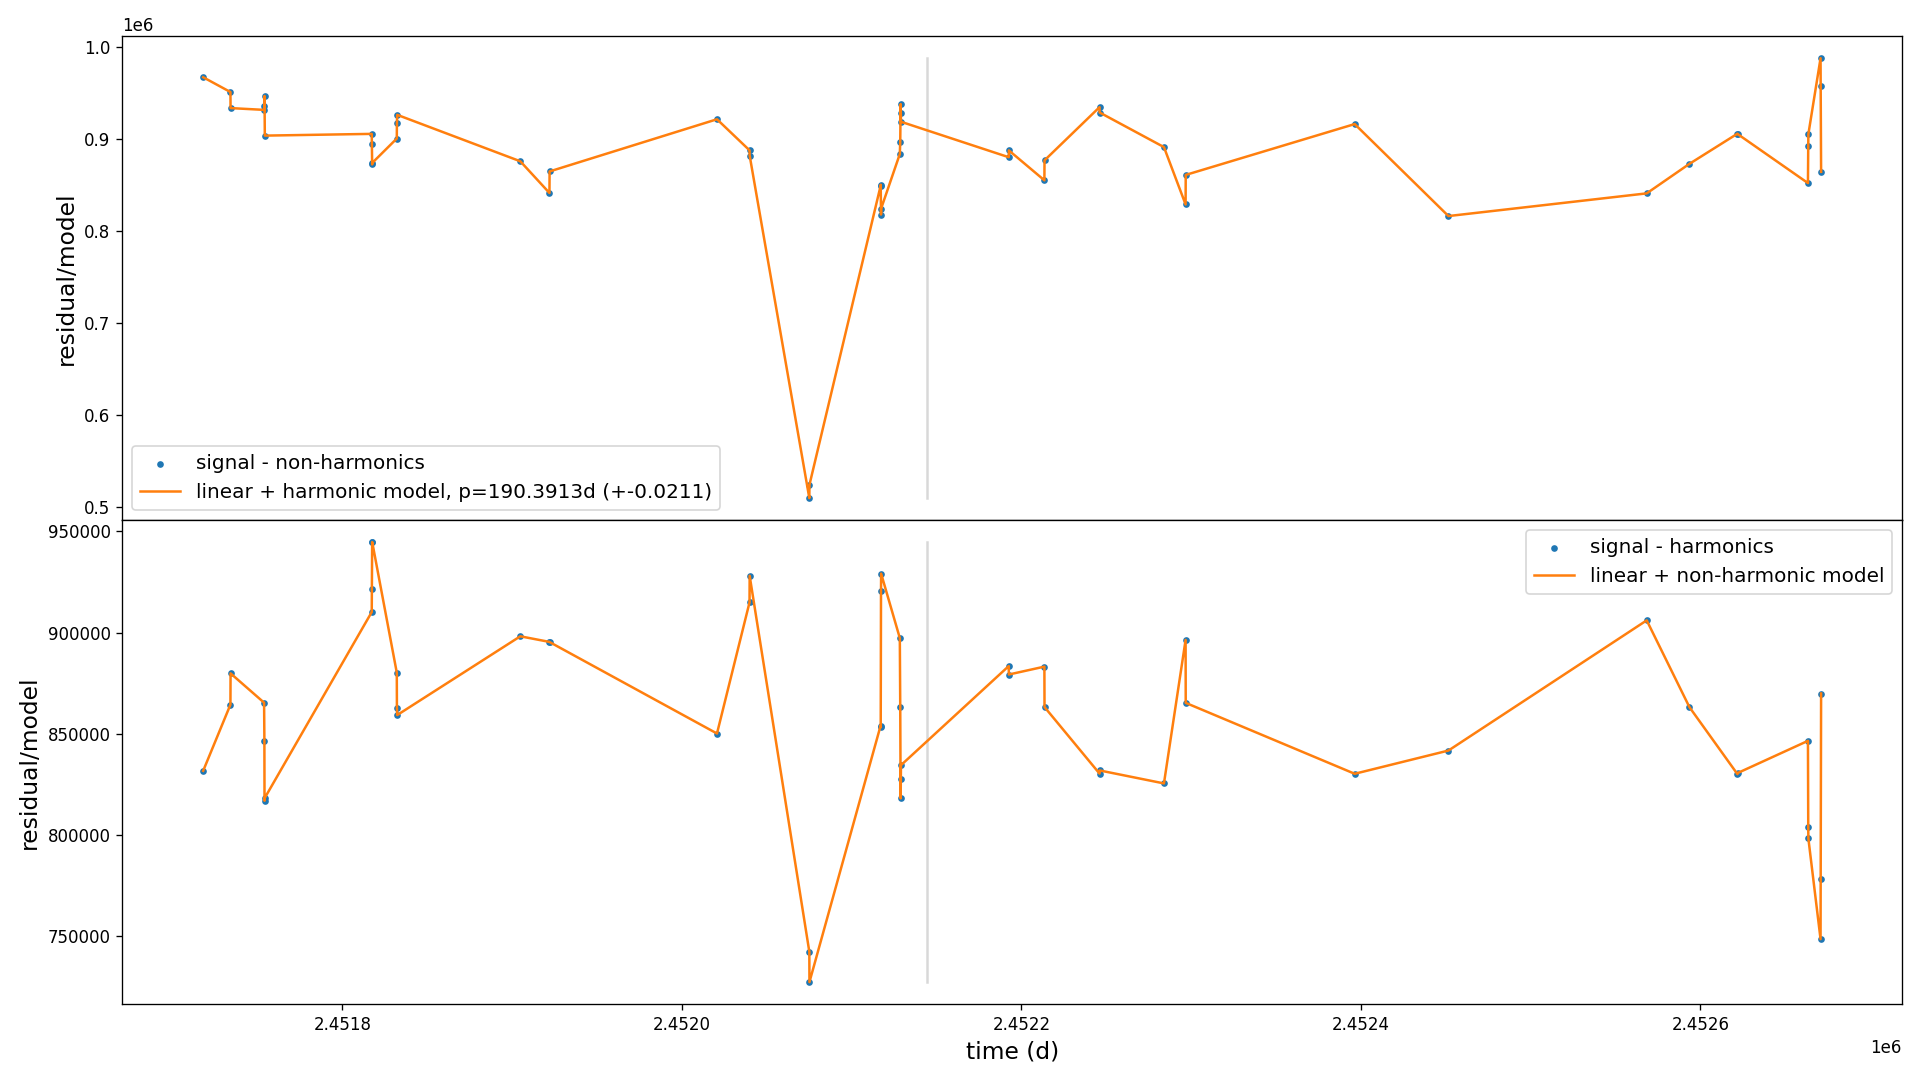 1e6
1.0
0.9
0.8
0.7
0.6
0.5
residual/model
signal - non-harmonics
linear + harmonic model, p=190.3913d (+-0.0211)
950000
900000
850000
800000
750000
residual/model
signal - harmonics
linear + non-harmonic model
2.4518 2.4520 2.4522 2.4524 2.4526
time (d)
1e6